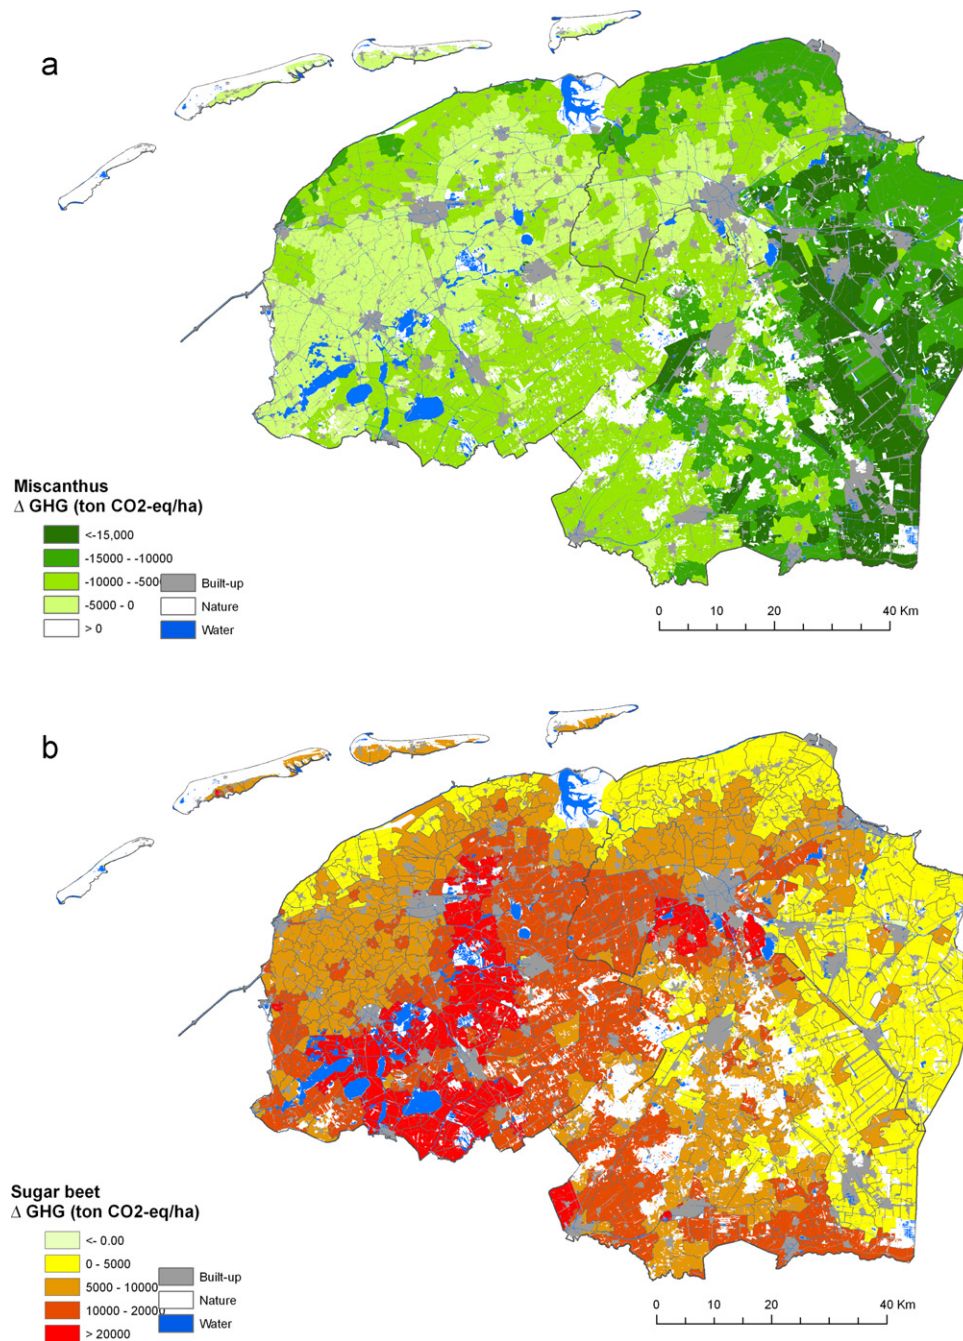 a
Miscanthus
Δ GHG (ton CO2-eq/ha)
<-15,000
-15000 - -10000
-10000 - -5000
-5000 - 0
> 0
Built-up
Nature
Water
0 10 20 40 Km
b
Sugar beet
Δ GHG (ton CO2-eq/ha)
<- 0.00
0 - 5000
5000 - 10000
10000 - 20000
> 20000
Built-up
Nature
Water
0 10 20 40 Km